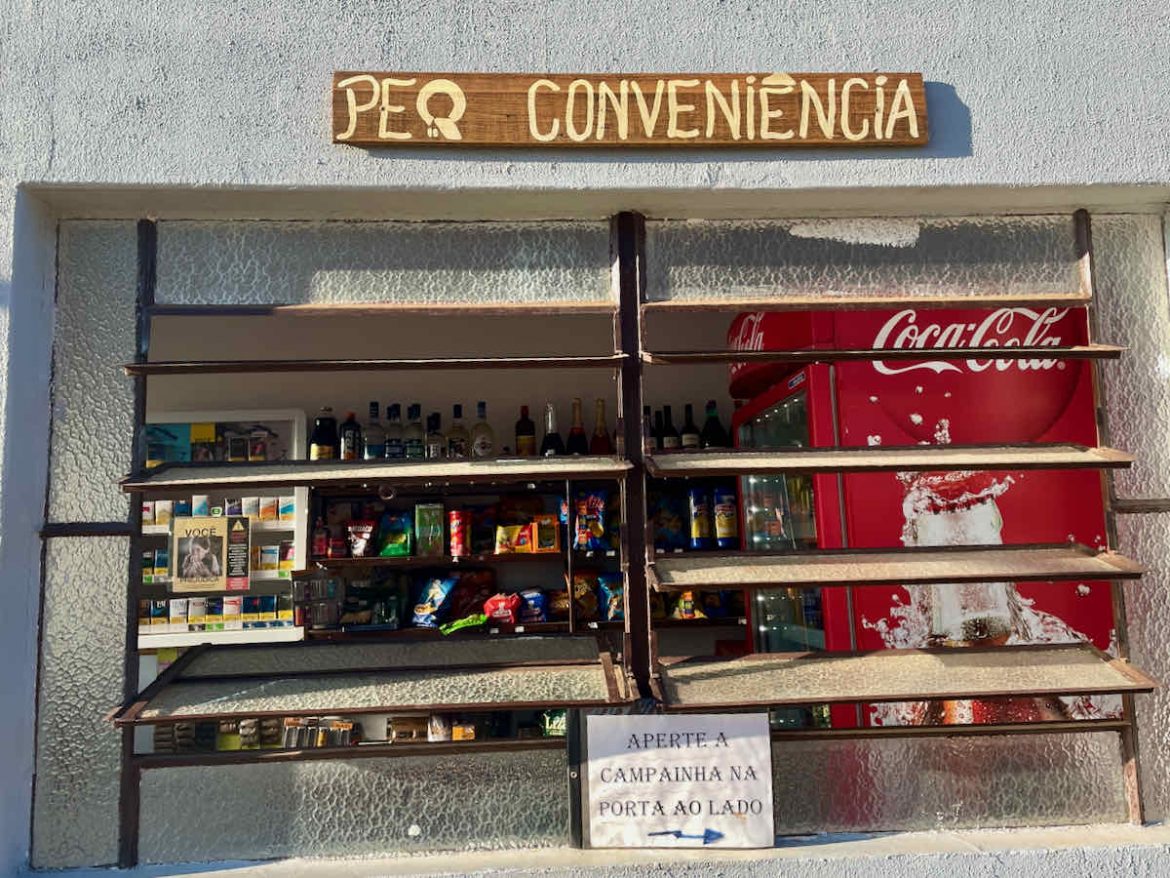 PEQ CONVENIÊNCIA
Coca-Cola
VOCÊ
APERTE A
CAMPAINHA NA
PORTA AO LADO